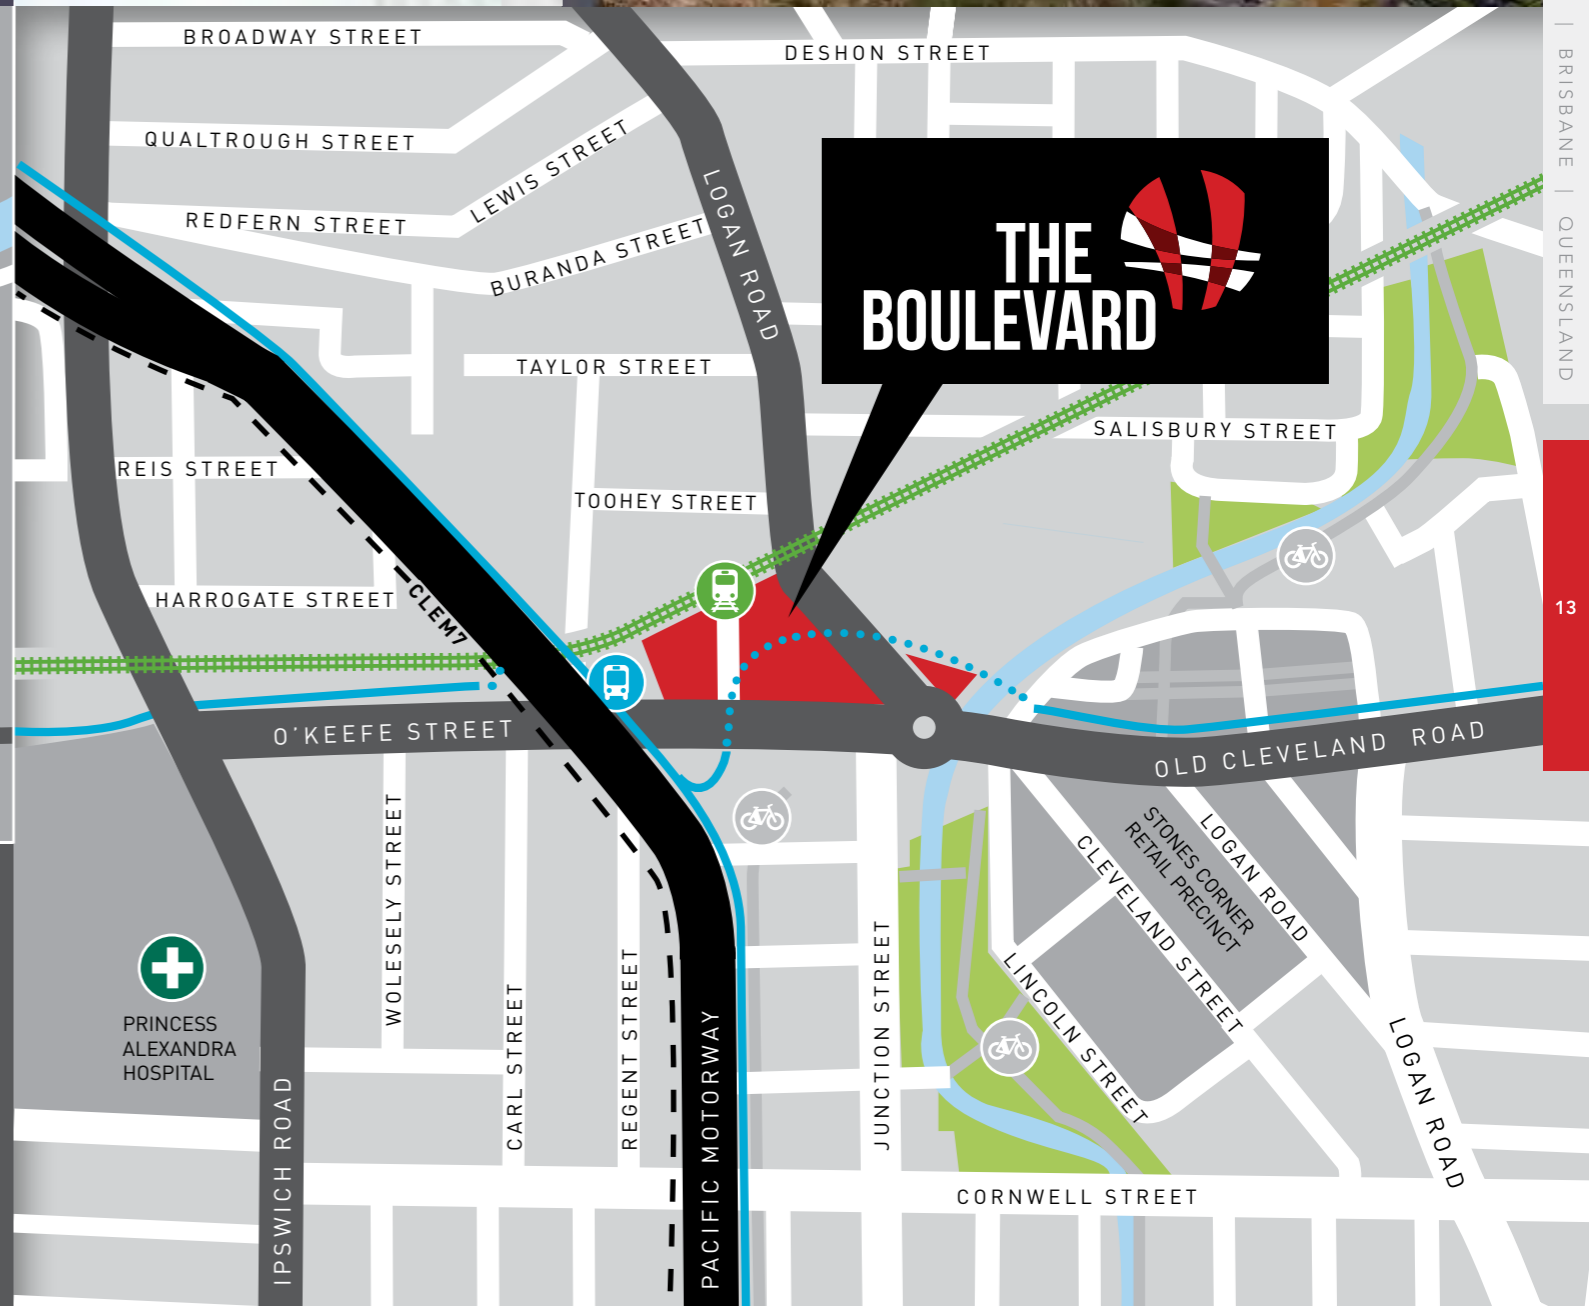 BROADWAY STREET
DESHON STREET
| BRISBANE | QUEENSLAND
QUALTROUGH STREET
LEWIS STREET
LOGAN ROAD
REDFERN STREET
BURANDA STREET
THE
BOULEVARD
TAYLOR STREET
SALISBURY STREET
REIS STREET
TOOHEY STREET
HARROGATE STREET
CLEM7
13
O'KEEFE STREET
OLD CLEVELAND ROAD
STONES CORNER
RETAIL PRECINCT
LOGAN ROAD
CLEVELAND STREET
WOLESELY STREET
CARL STREET
REGENT STREET
PACIFIC MOTORWAY
JUNCTION STREET
LINCOLN STREET
LOGAN ROAD
PRINCESS
ALEXANDRA
HOSPITAL
IPSWICH ROAD
CORNWELL STREET